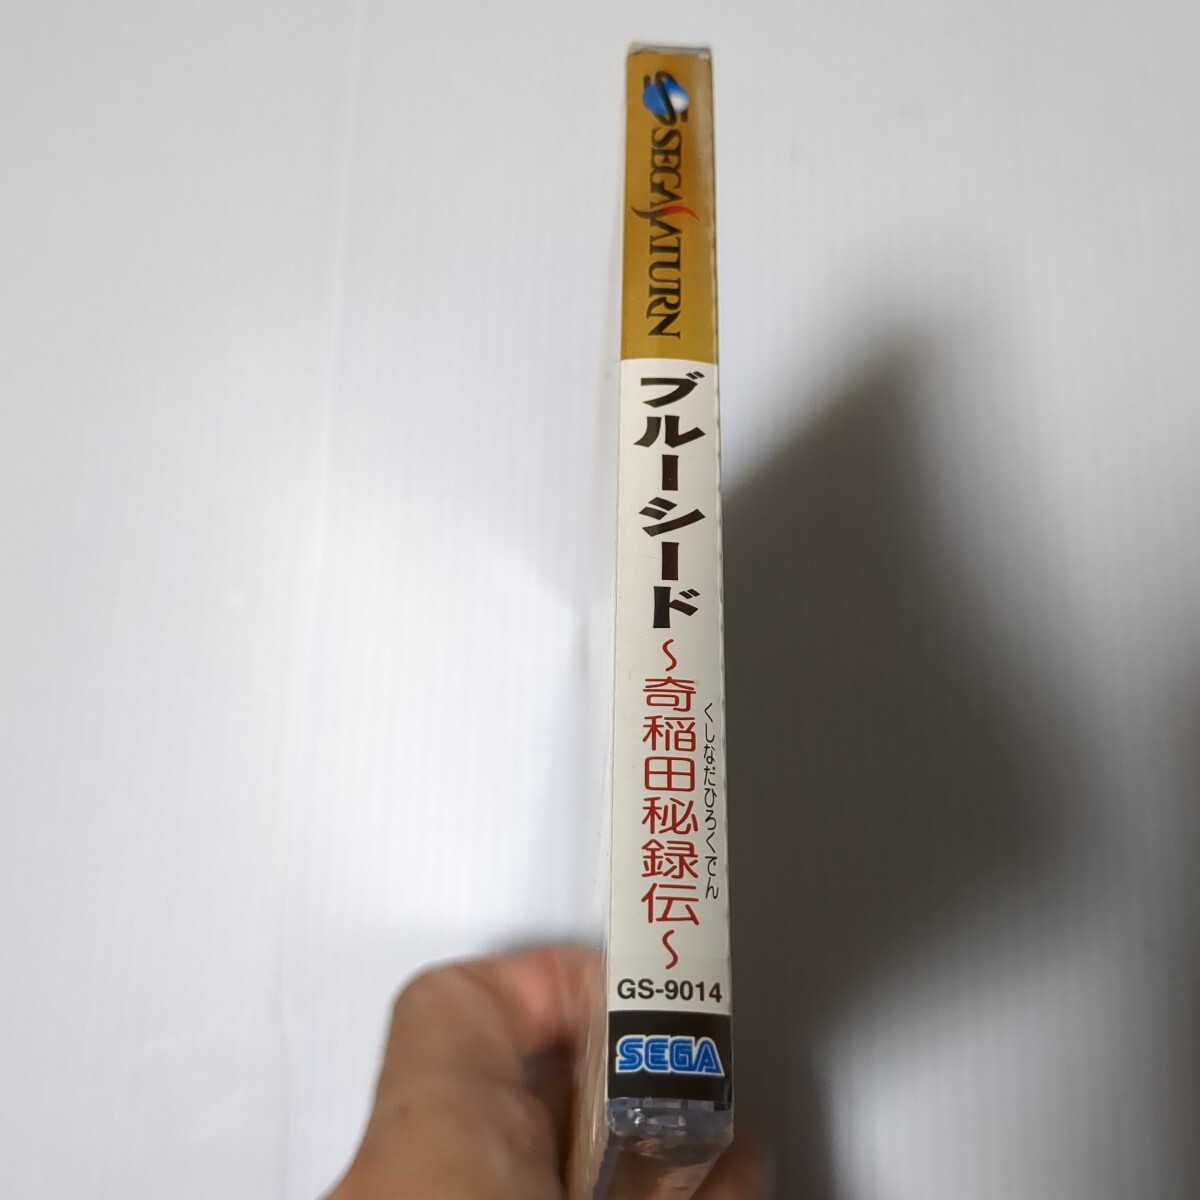 SEGA SATURN
ブルーシード
～奇稲田秘録伝～
くしなだひろくでん
GS-9014
SEGA